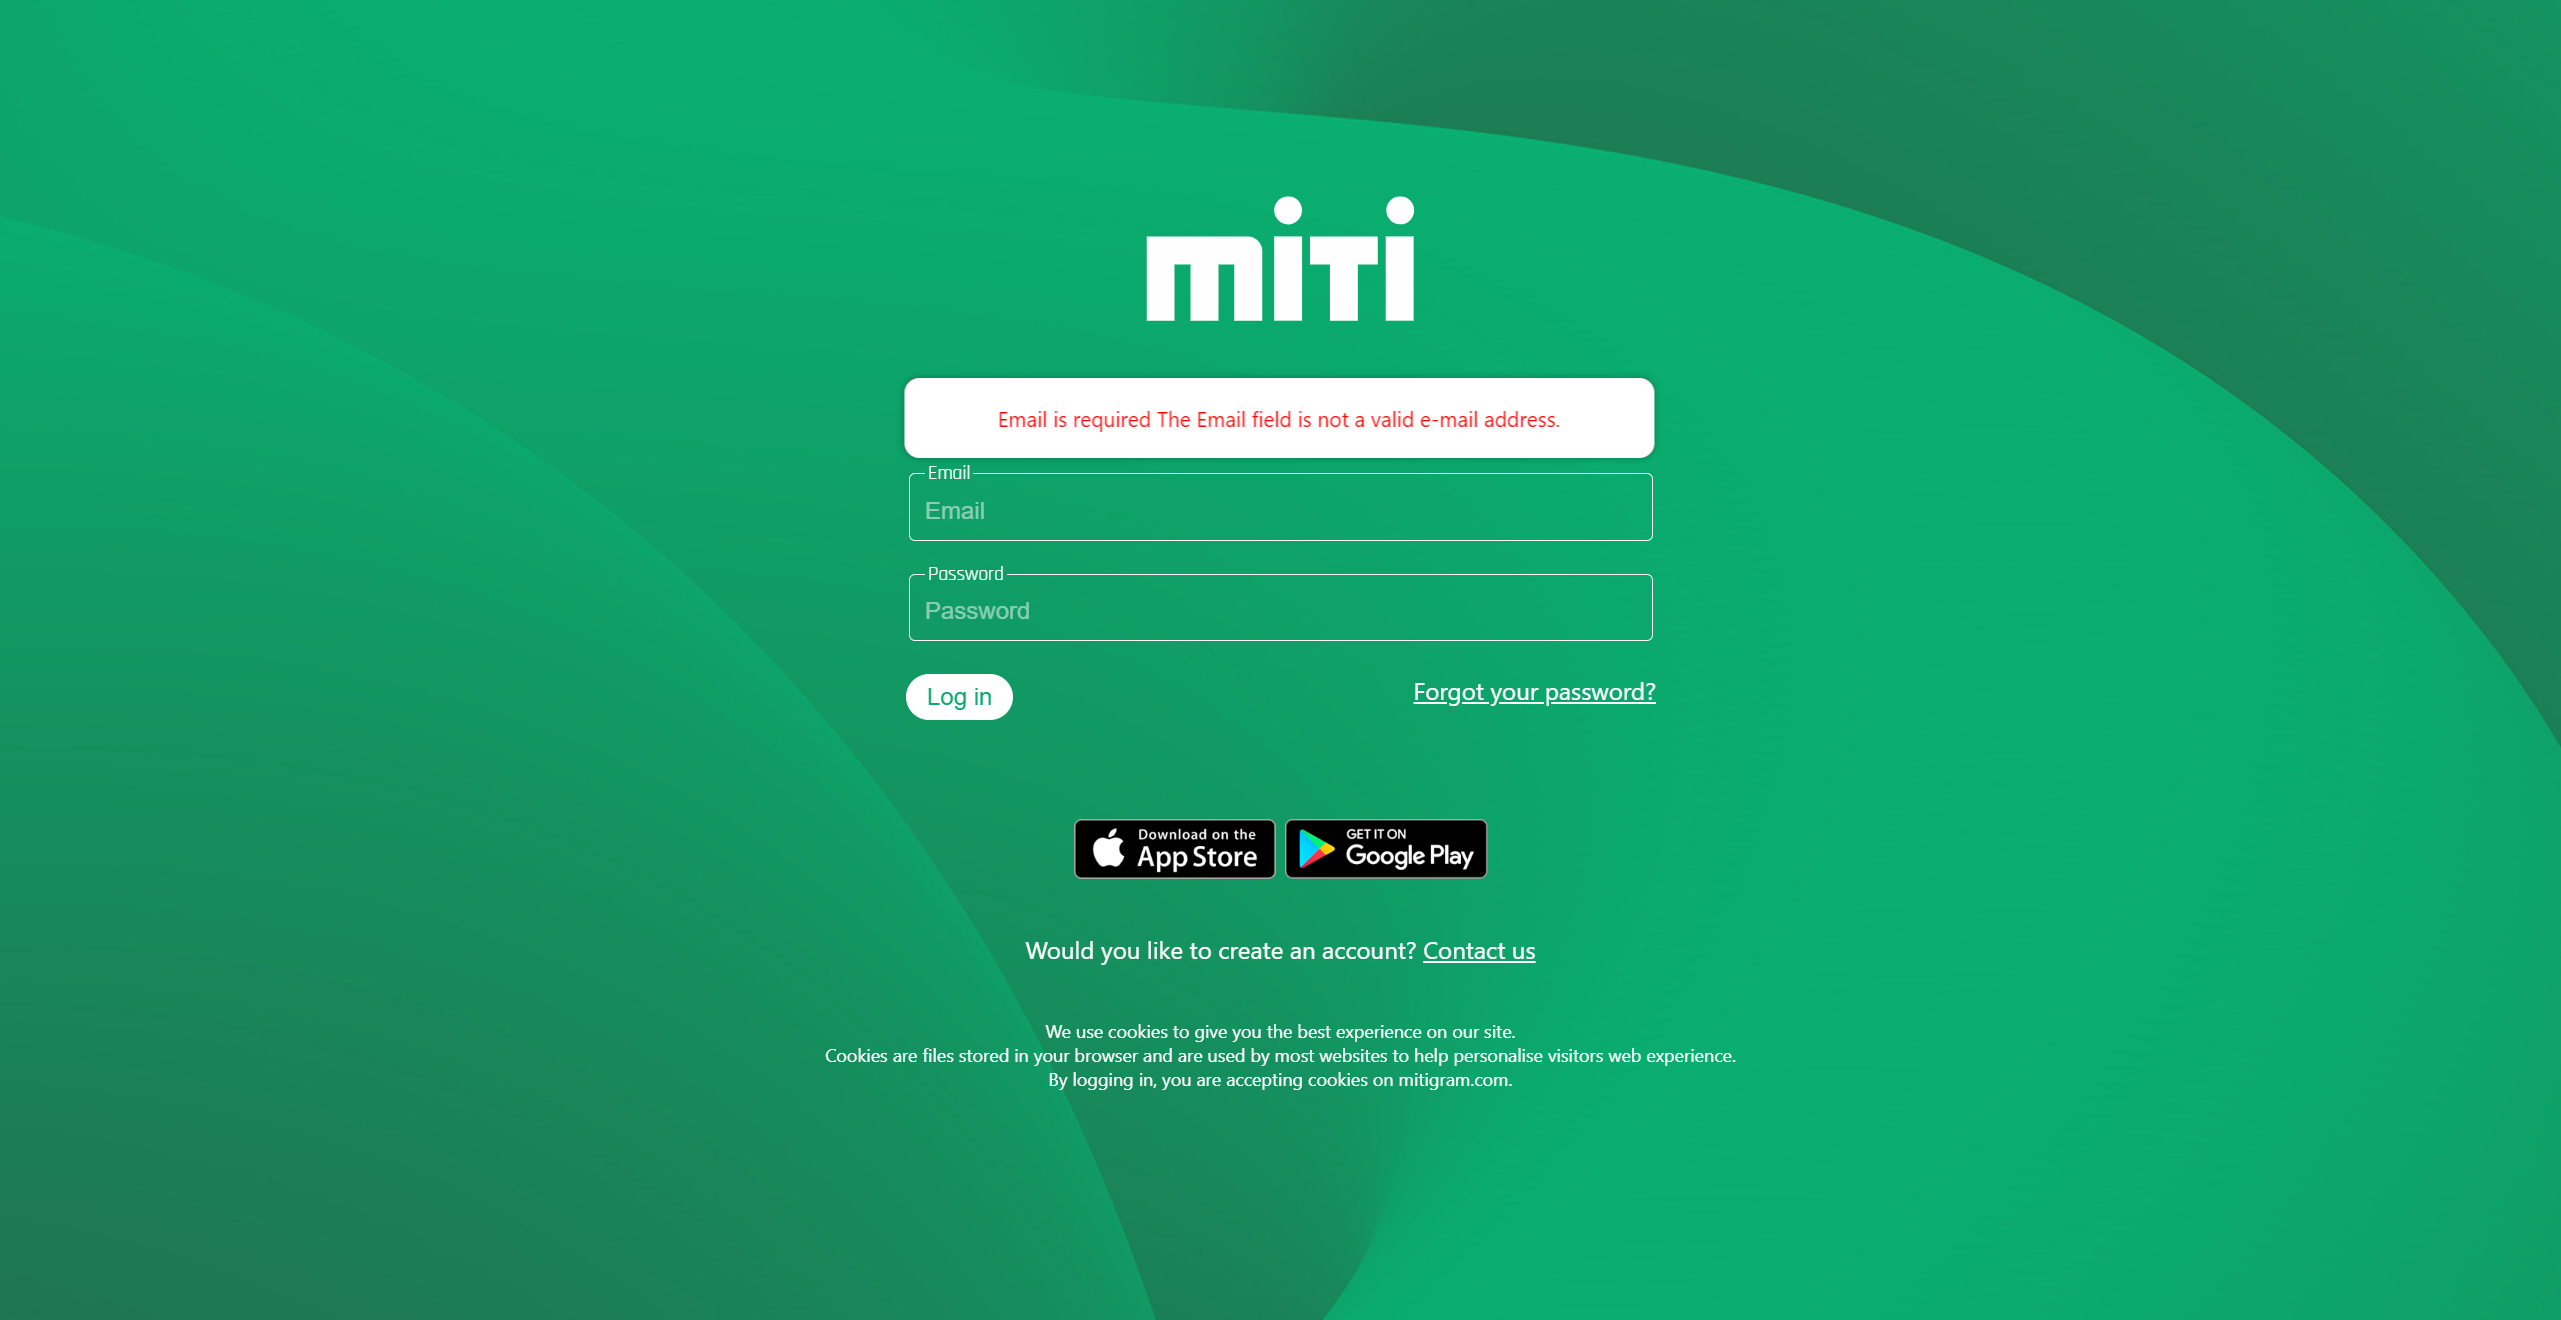 miti
Email is required The Email field is not a valid e-mail address.
Email
Email
Password
Password
Log in
Forgot your password?
Download on the
App Store
GET IT ON
Google Play
Would you like to create an account? Contact us
We use cookies to give you the best experience on our site.
Cookies are files stored in your browser and are used by most websites to help personalise visitors web experience.
By logging in, you are accepting cookies on mitigram.com.